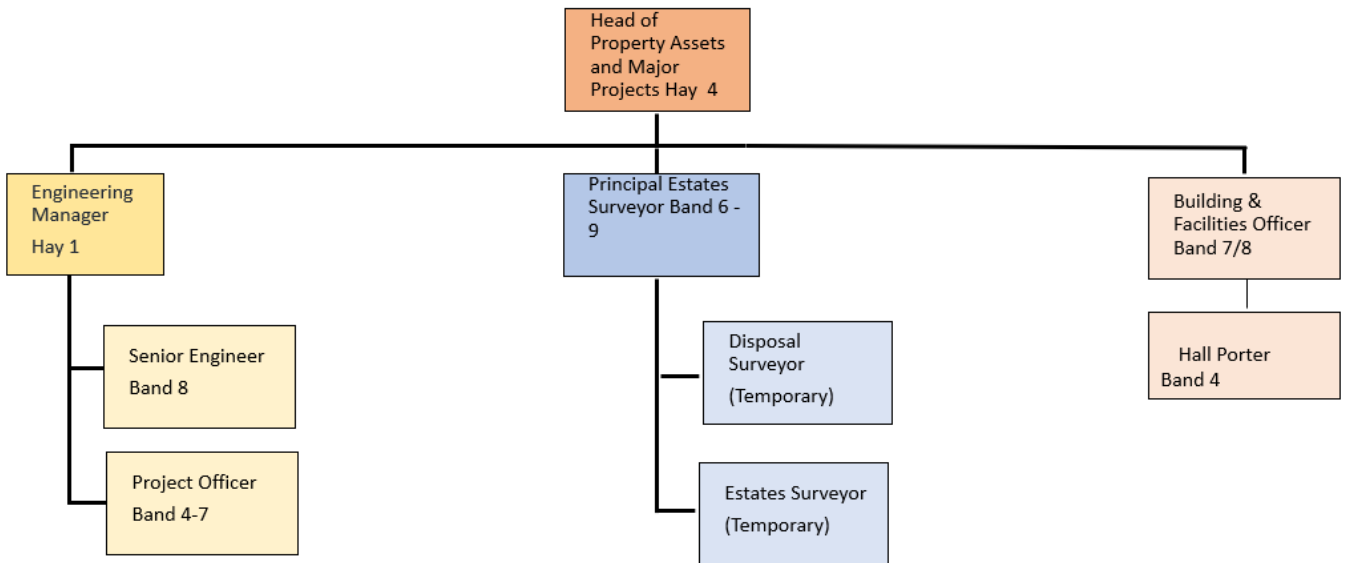 Head of
Property Assets
and Major
Projects Hay 4
Engineering
Manager
Hay 1
Principal Estates
Surveyor Band 6 -
9
Building &
Facilities Officer
Band 7/8
Senior Engineer
Band 8
Disposal
Surveyor
(Temporary)
Hall Porter
Band 4
Project Officer
Band 4-7
Estates Surveyor
(Temporary)